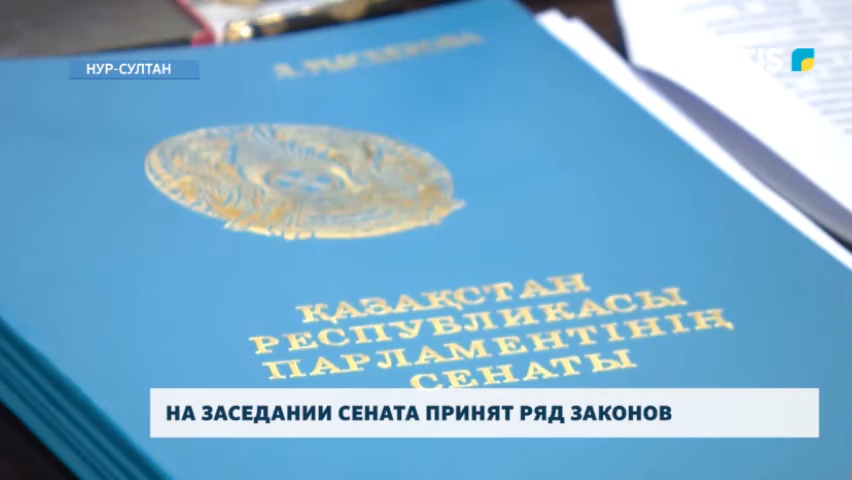 НУР-СУЛТАН
ҚАЗАҚСТАН
РЕСПУБЛИКАСЫ
ПАРЛАМЕНТІНІҢ
СЕНАТЫ
НА ЗАСЕДАНИИ СЕНАТА ПРИНЯТ РЯД ЗАКОНОВ